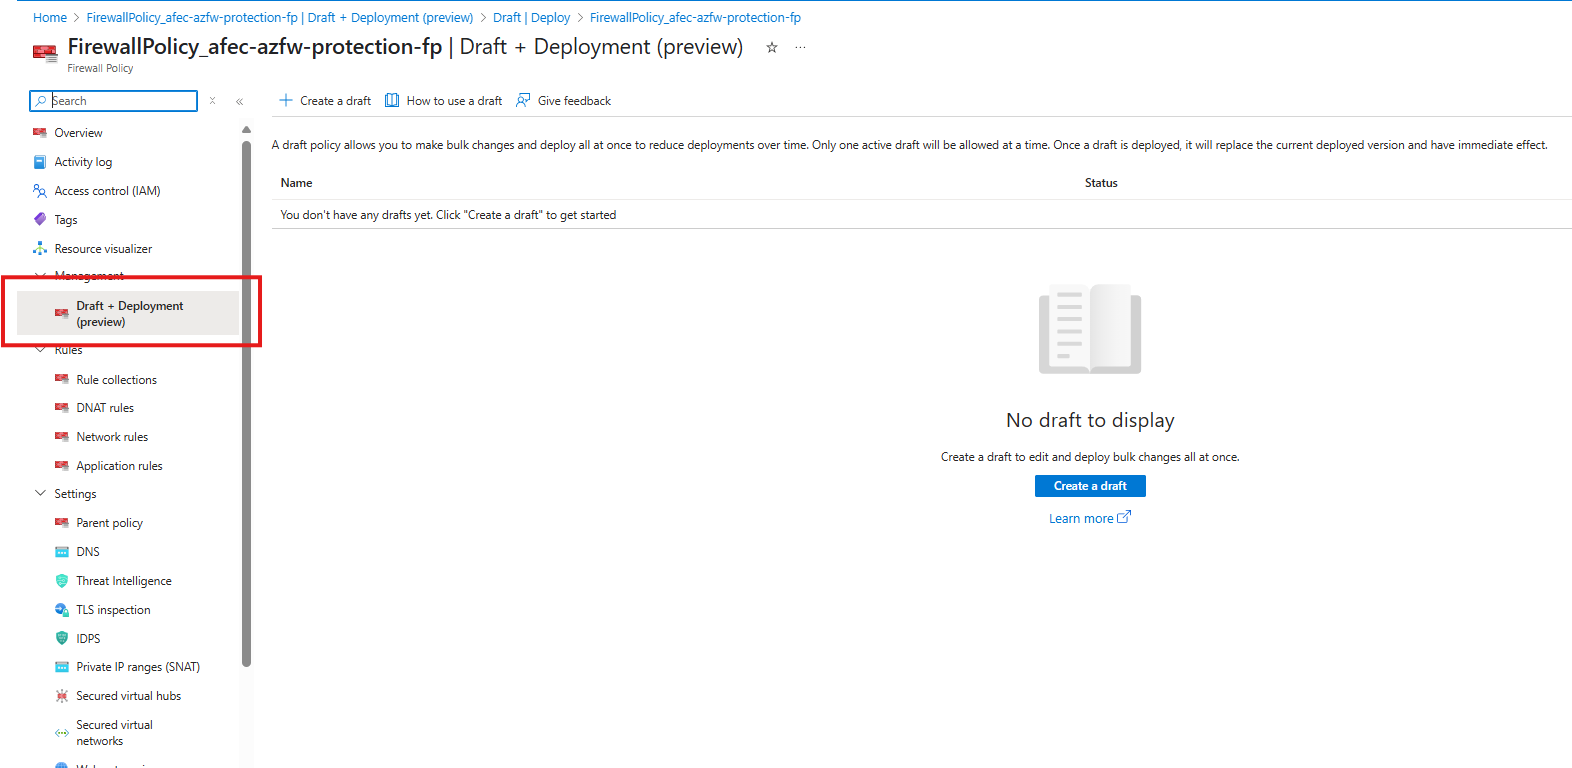 Home > FirewallPolicy_afec-azfw-protection-fp | Draft + Deployment (preview) > Draft | Deploy > FirewallPolicy_afec-azfw-protection-fp
FirewallPolicy_afec-azfw-protection-fp | Draft + Deployment (preview)
Firewall Policy
Search
Create a draft
How to use a draft
Give feedback
Overview
Activity log
Access control (IAM)
Tags
Resource visualizer
Management
Draft + Deployment
(preview)
Rules
Rule collections
DNAT rules
Network rules
Application rules
Settings
Parent policy
DNS
Threat Intelligence
TLS inspection
IDPS
Private IP ranges (SNAT)
Secured virtual hubs
Secured virtual
networks
A draft policy allows you to make bulk changes and deploy all at once to reduce deployments over time. Only one active draft will be allowed at a time. Once a draft is deployed, it will replace the current deployed version and have immediate effect.
Name Status
You don't have any drafts yet. Click "Create a draft" to get started
No draft to display
Create a draft to edit and deploy bulk changes all at once.
Create a draft
Learn more